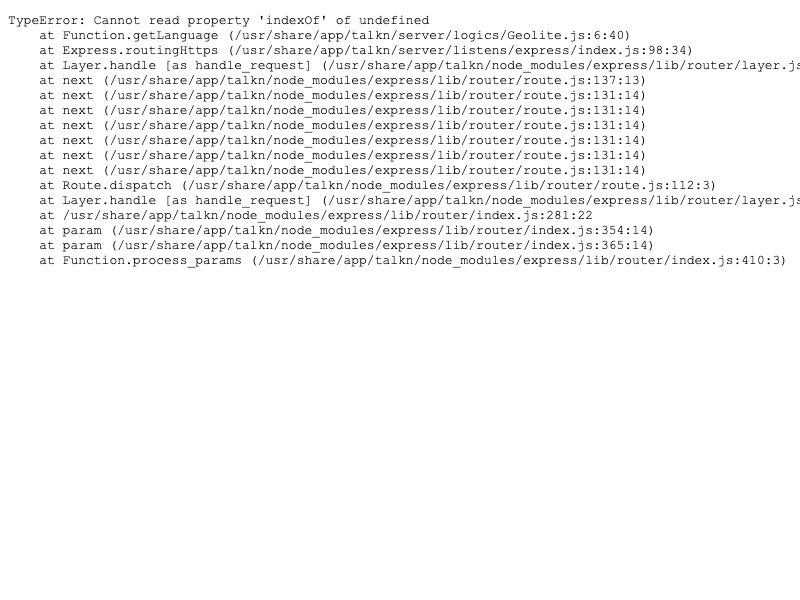 TypeError: Cannot read property 'indexOf' of undefined
at Function.getLanguage (/usr/share/app/talkn/server/logics/Geolite.js:6:40)
at Express.routingHttps (/usr/share/app/talkn/server/listens/express/index.js:98:34)
at Layer.handle [as handle_request] (/usr/share/app/talkn/node_modules/express/lib/router/layer.js
at next (/usr/share/app/talkn/node_modules/express/lib/router/route.js:137:13)
at next (/usr/share/app/talkn/node_modules/express/lib/router/route.js:131:14)
at next (/usr/share/app/talkn/node_modules/express/lib/router/route.js:131:14)
at next (/usr/share/app/talkn/node_modules/express/lib/router/route.js:131:14)
at next (/usr/share/app/talkn/node_modules/express/lib/router/route.js:131:14)
at next (/usr/share/app/talkn/node_modules/express/lib/router/route.js:131:14)
at next (/usr/share/app/talkn/node_modules/express/lib/router/route.js:131:14)
at Route.dispatch (/usr/share/app/talkn/node_modules/express/lib/router/route.js:112:3)
at Layer.handle [as handle_request] (/usr/share/app/talkn/node_modules/express/lib/router/layer.js
at /usr/share/app/talkn/node_modules/express/lib/router/index.js:281:22
at param (/usr/share/app/talkn/node_modules/express/lib/router/index.js:354:14)
at param (/usr/share/app/talkn/node_modules/express/lib/router/index.js:365:14)
at Function.process_params (/usr/share/app/talkn/node_modules/express/lib/router/index.js:410:3)